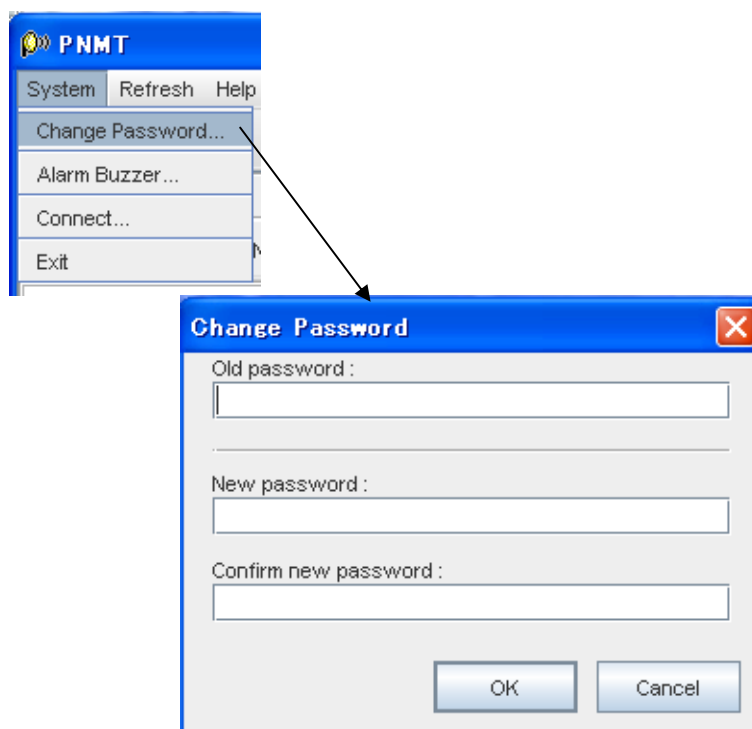 PNMT
System Refresh Help
Change Password...
Alarm Buzzer...
Connect...
Exit
Change Password
Old password :
New password :
Confirm new password :
OK Cancel